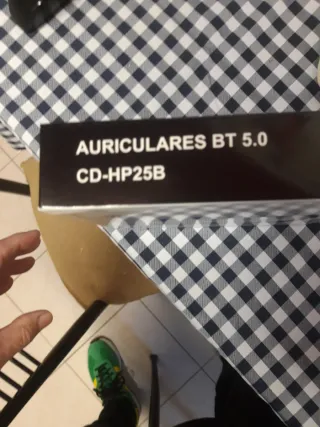 AURICULARES BT 5.0
CD-HP25B